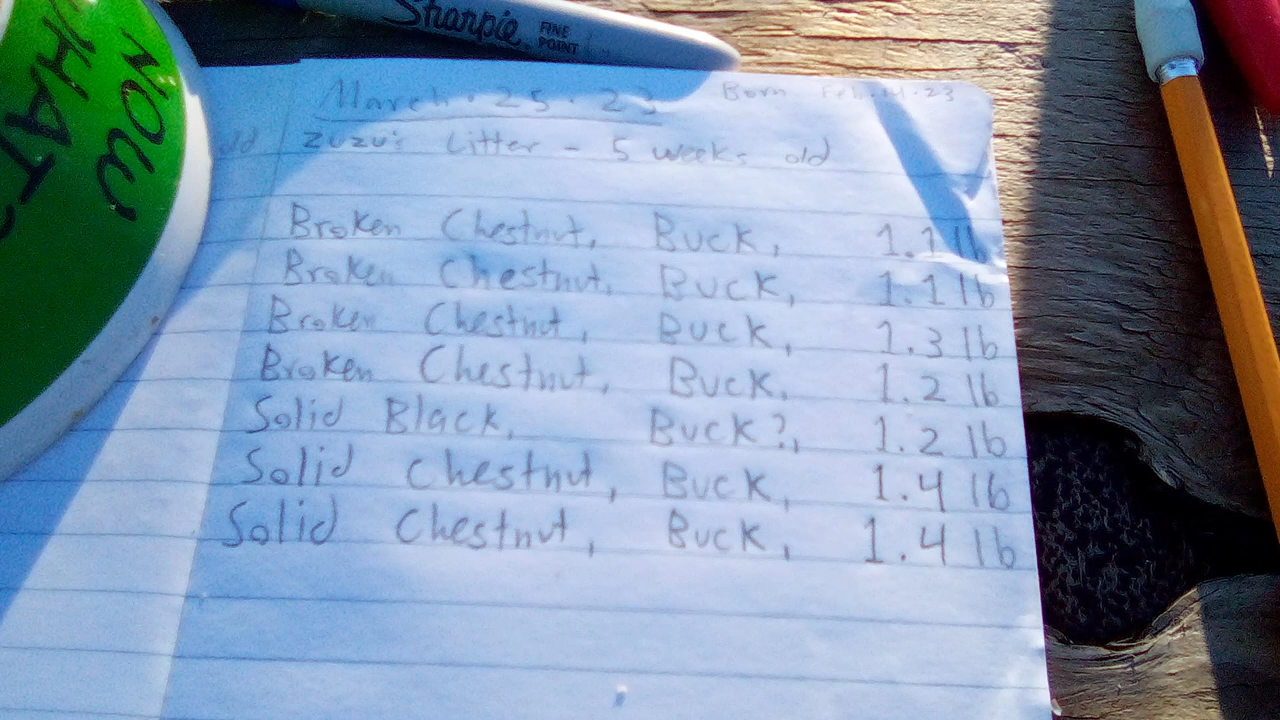 Sharpie. FINE POINT
NOW
WHAT?
March · 25 · 23 Born Feb. 23
Zuzu's Litter - 5 weeks old
Broken Chestnut, Buck, 1.1 lb
Broken Chestnut, Buck, 1.1 lb
Broken Chestnut, Buck, 1.3 lb
Broken Chestnut, Buck, 1.2 lb
Solid Black, Buck?, 1.2 lb
Solid Chestnut, Buck, 1.4 lb
Solid Chestnut, Buck, 1.4 lb